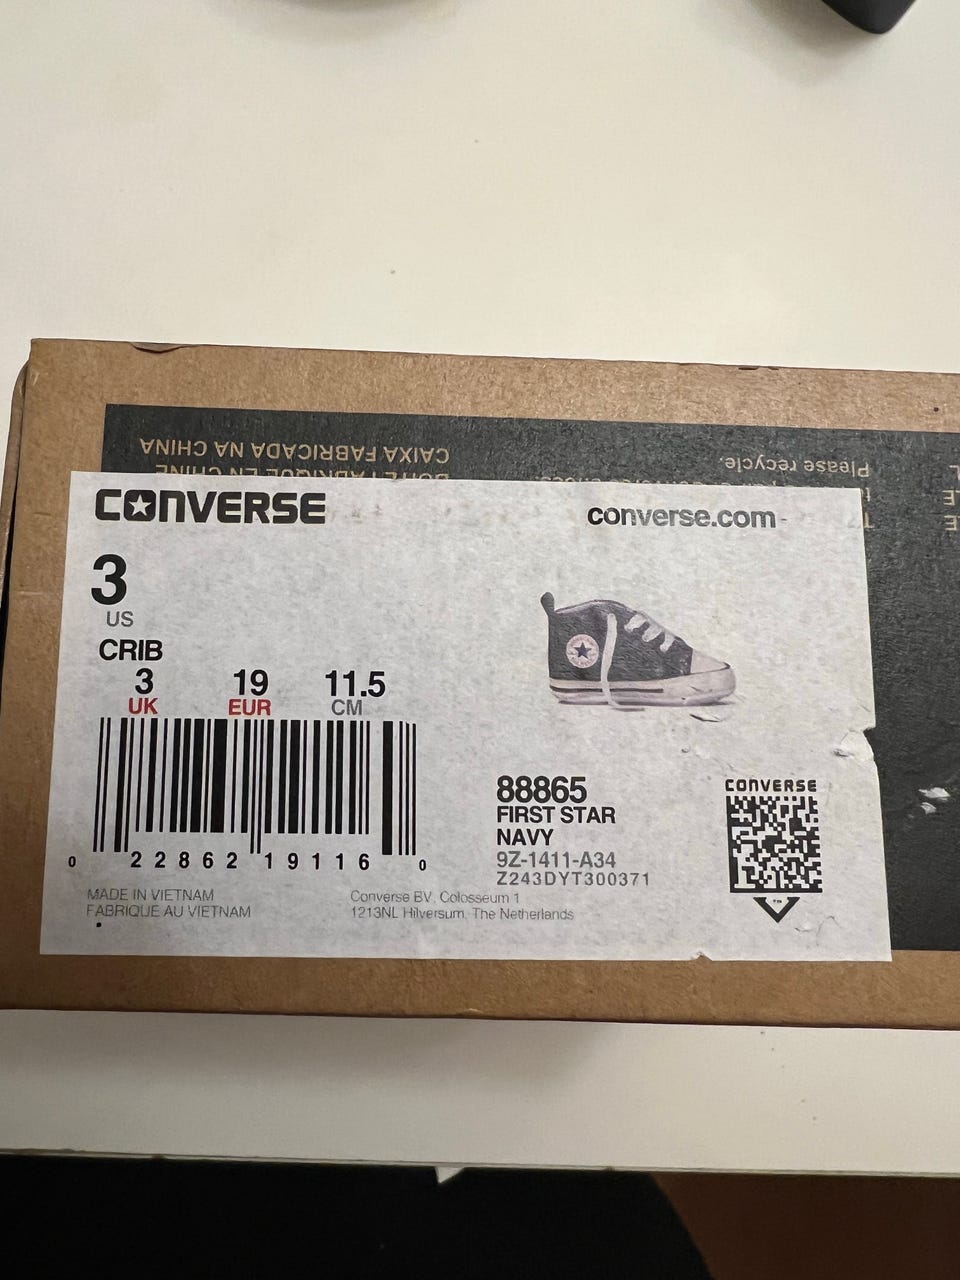 CAIXA FABRICADA NA CHINA
Please recycle.
CONVERSE
converse.com
3
US
CRIB
3 19 11.5
UK EUR CM
0 22862 19116 0
MADE IN VIETNAM
FABRIQUE AU VIETNAM
88865
FIRST STAR
NAVY
9Z-1411-A34
Z243DYT300371
Converse BV, Colosseum 1
1213NL Hilversum, The Netherlands
CONVERSE